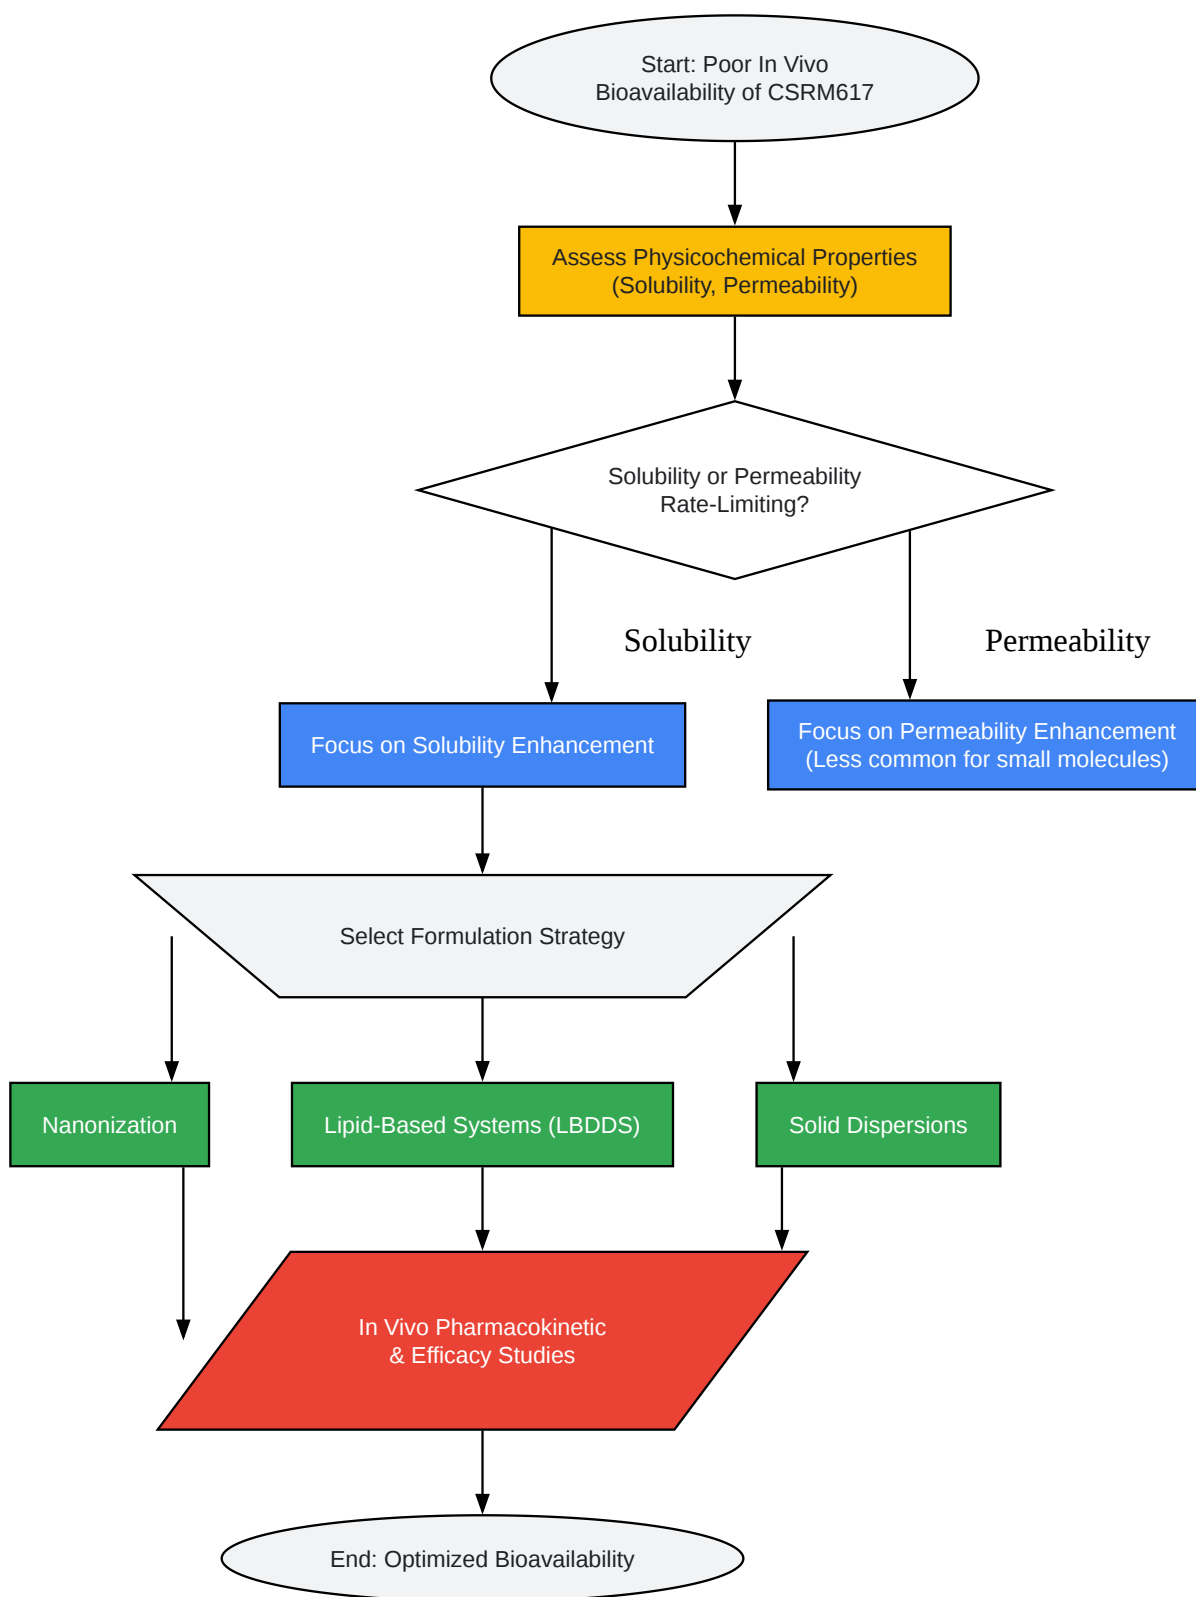 Start: Poor In Vivo
Bioavailability of CSRM617
Assess Physicochemical Properties
(Solubility, Permeability)
Solubility or Permeability
Rate-Limiting?
Solubility
Permeability
Focus on Solubility Enhancement
Focus on Permeability Enhancement
(Less common for small molecules)
Select Formulation Strategy
Nanonization
Lipid-Based Systems (LBDDS)
Solid Dispersions
In Vivo Pharmacokinetic
& Efficacy Studies
End: Optimized Bioavailability